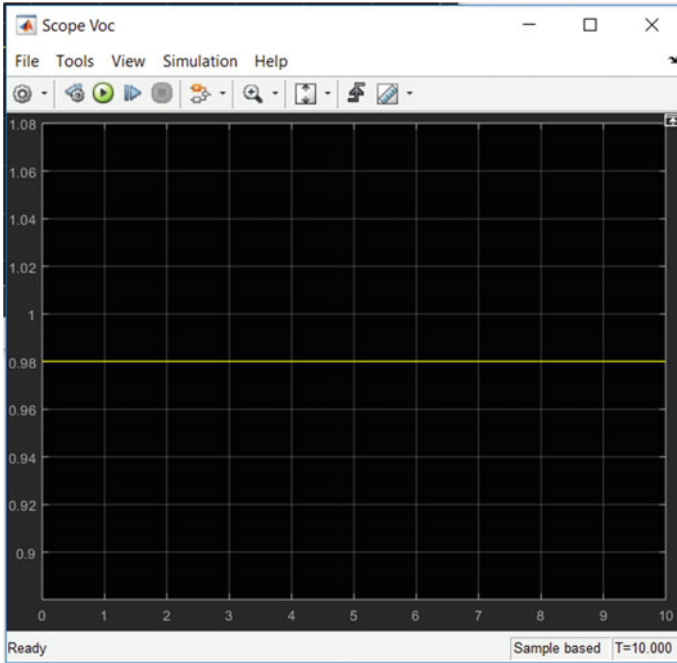 Scope Voc
File Tools View Simulation Help
1.08
1.06
1.04
1.02
1
0.98
0.96
0.94
0.92
0.9
0 1 2 3 4 5 6 7 8 9 10
Ready Sample based T=10.000